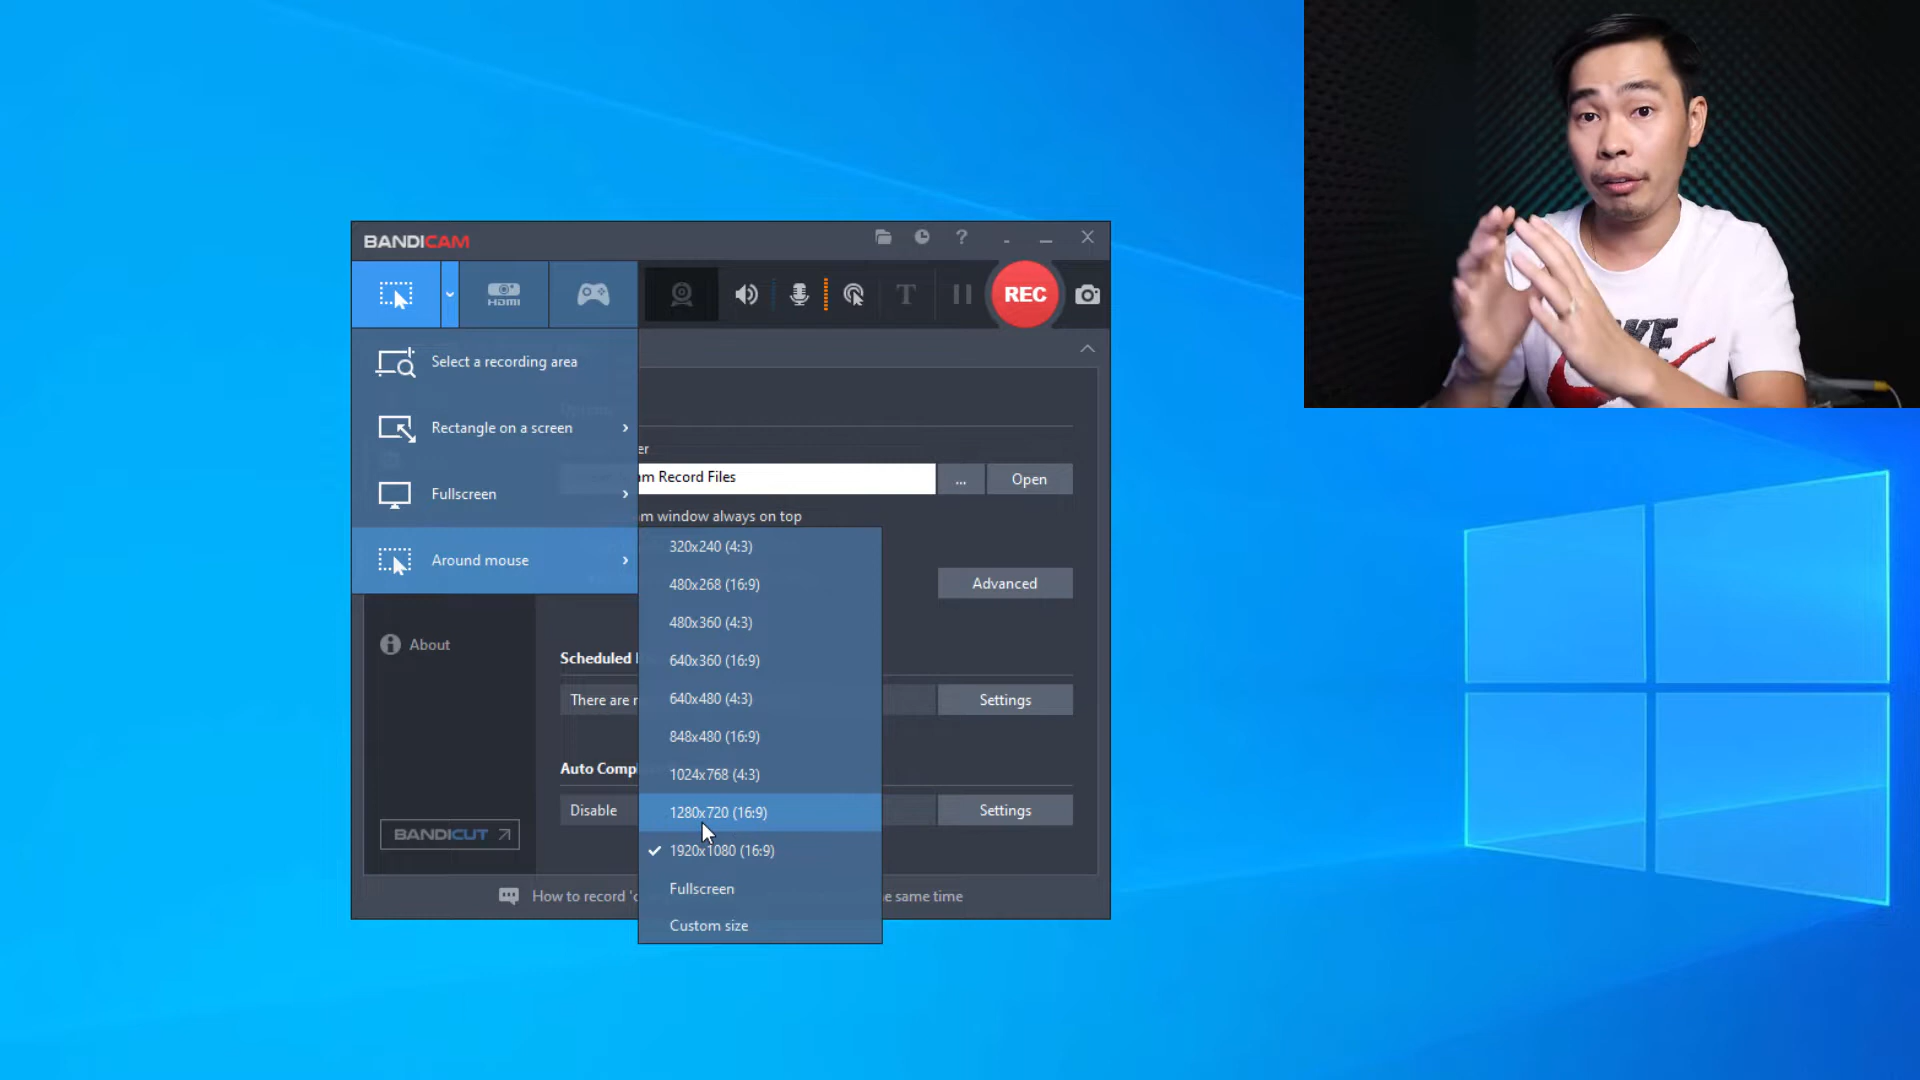 BANDICAM
?
HDMI
T
REC
Select a recording area
Rectangle on a screen
er
Fullscreen
am Record Files
...
Open
am window always on top
Around mouse
320x240 (4:3)
480x268 (16:9)
Advanced
480x360 (4:3)
About
Scheduled
640x360 (16:9)
There are
640x480 (4:3)
Settings
848x480 (16:9)
Auto Comp
1024x768 (4:3)
Disable
1280x720 (16:9)
Settings
BANDICUT
1920x1080 (16:9)
Fullscreen
How to record
e same time
Custom size